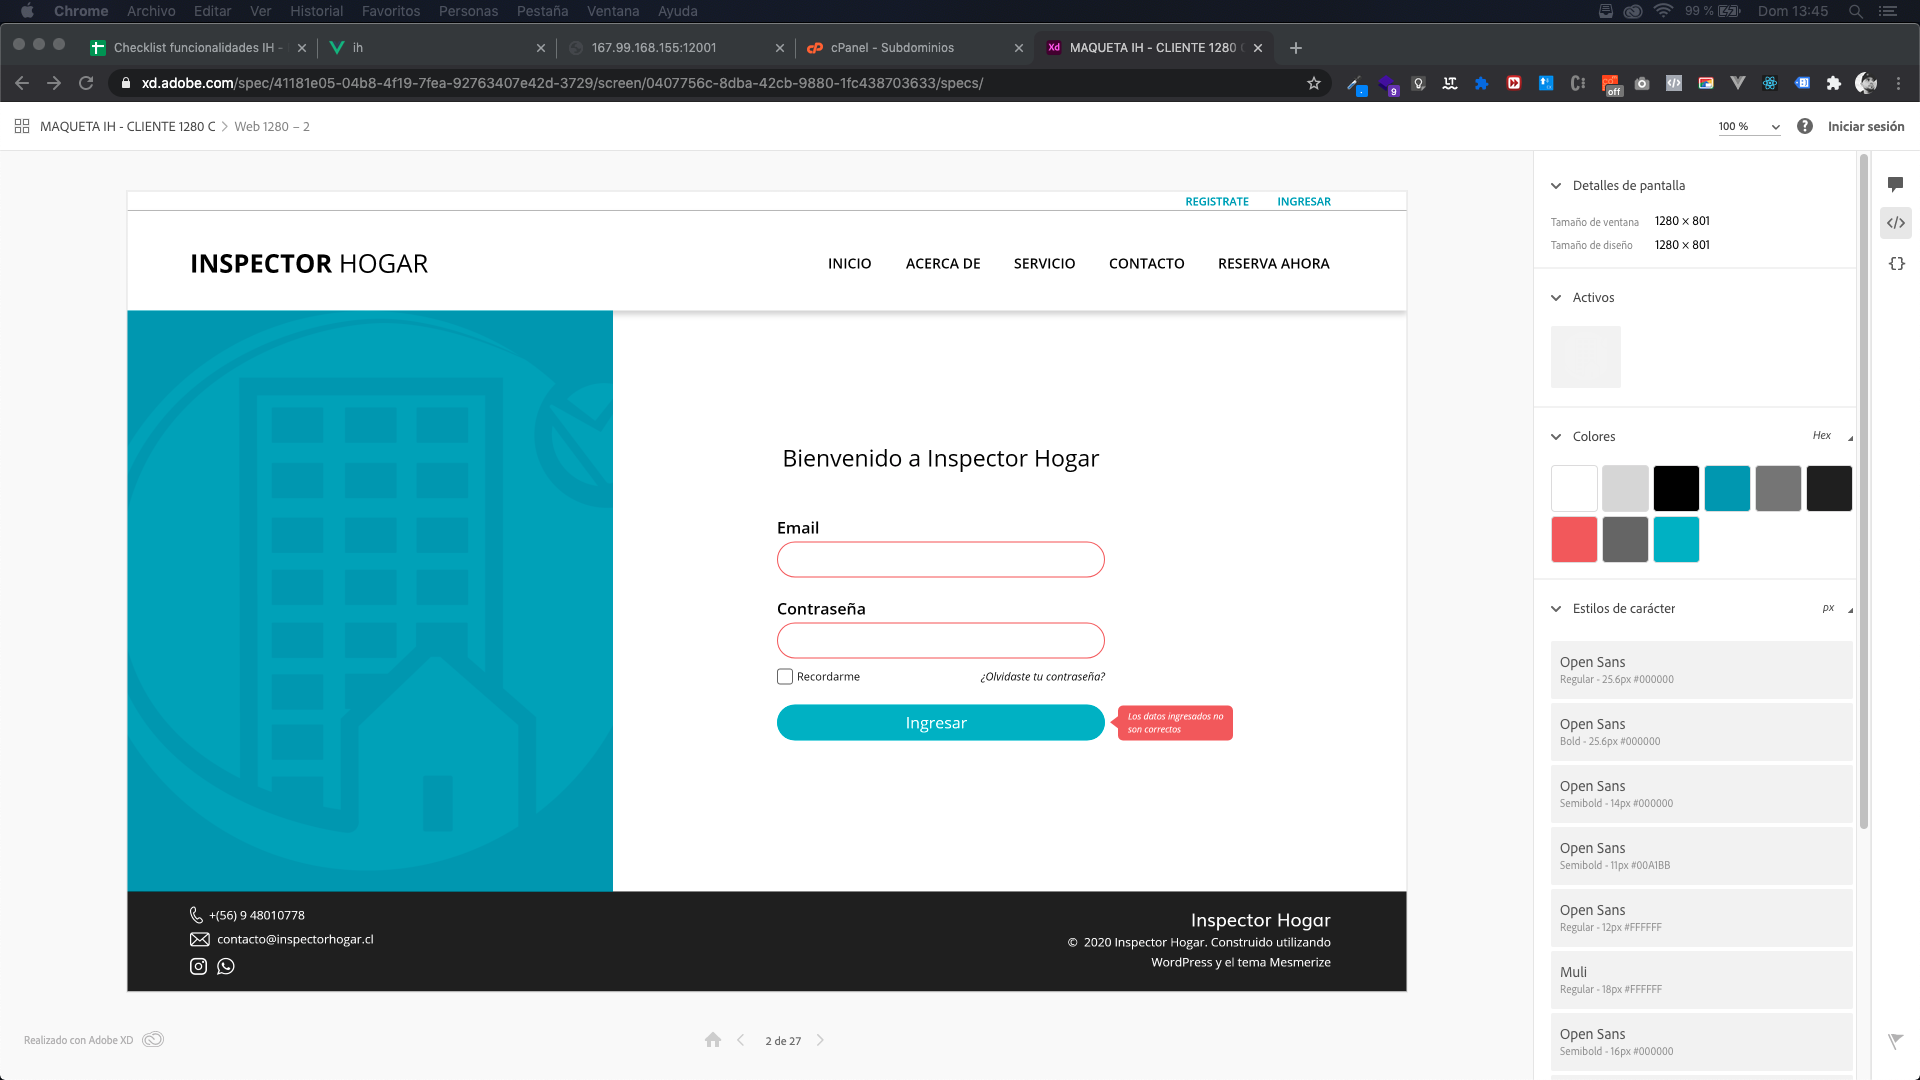 Chrome Archivo Editar Ver Historial Favoritos Personas Pestaña Ventana Ayuda 99 % Dom 13:45
Checklist funcionalidades IH - ih 167.99.168.155:12001 cPanel - Subdominios MAQUETA IH - CLIENTE 1280
xd.adobe.com/spec/41181e05-04b8-4f19-7fea-92763407e42d-3729/screen/0407756c-8dba-42cb-9880-1fc438703633/specs/ 9 off
MAQUETA IH - CLIENTE 1280 C > Web 1280 – 2 100 % Iniciar sesión
REGISTRATE INGRESAR
INSPECTOR HOGAR INICIO ACERCA DE SERVICIO CONTACTO RESERVA AHORA
Bienvenido a Inspector Hogar
Email
Contraseña
Recordarme ¿Olvidaste tu contraseña?
Ingresar
Los datos ingresados no
son correctos
+(56) 9 48010778
contacto@inspectorhogar.cl
Inspector Hogar
© 2020 Inspector Hogar. Construido utilizando
WordPress y el tema Mesmerize
Realizado con Adobe XD
2 de 27
Detalles de pantalla
Tamaño de ventana 1280 × 801
Tamaño de diseño 1280 × 801
Activos
Colores Hex
Estilos de carácter px
Open Sans
Regular - 25.6px #000000
Open Sans
Bold - 25.6px #000000
Open Sans
Semibold - 14px #000000
Open Sans
Semibold - 11px #00A1BB
Open Sans
Regular - 12px #FFFFFF
Muli
Regular - 18px #FFFFFF
Open Sans
Semibold - 16px #000000